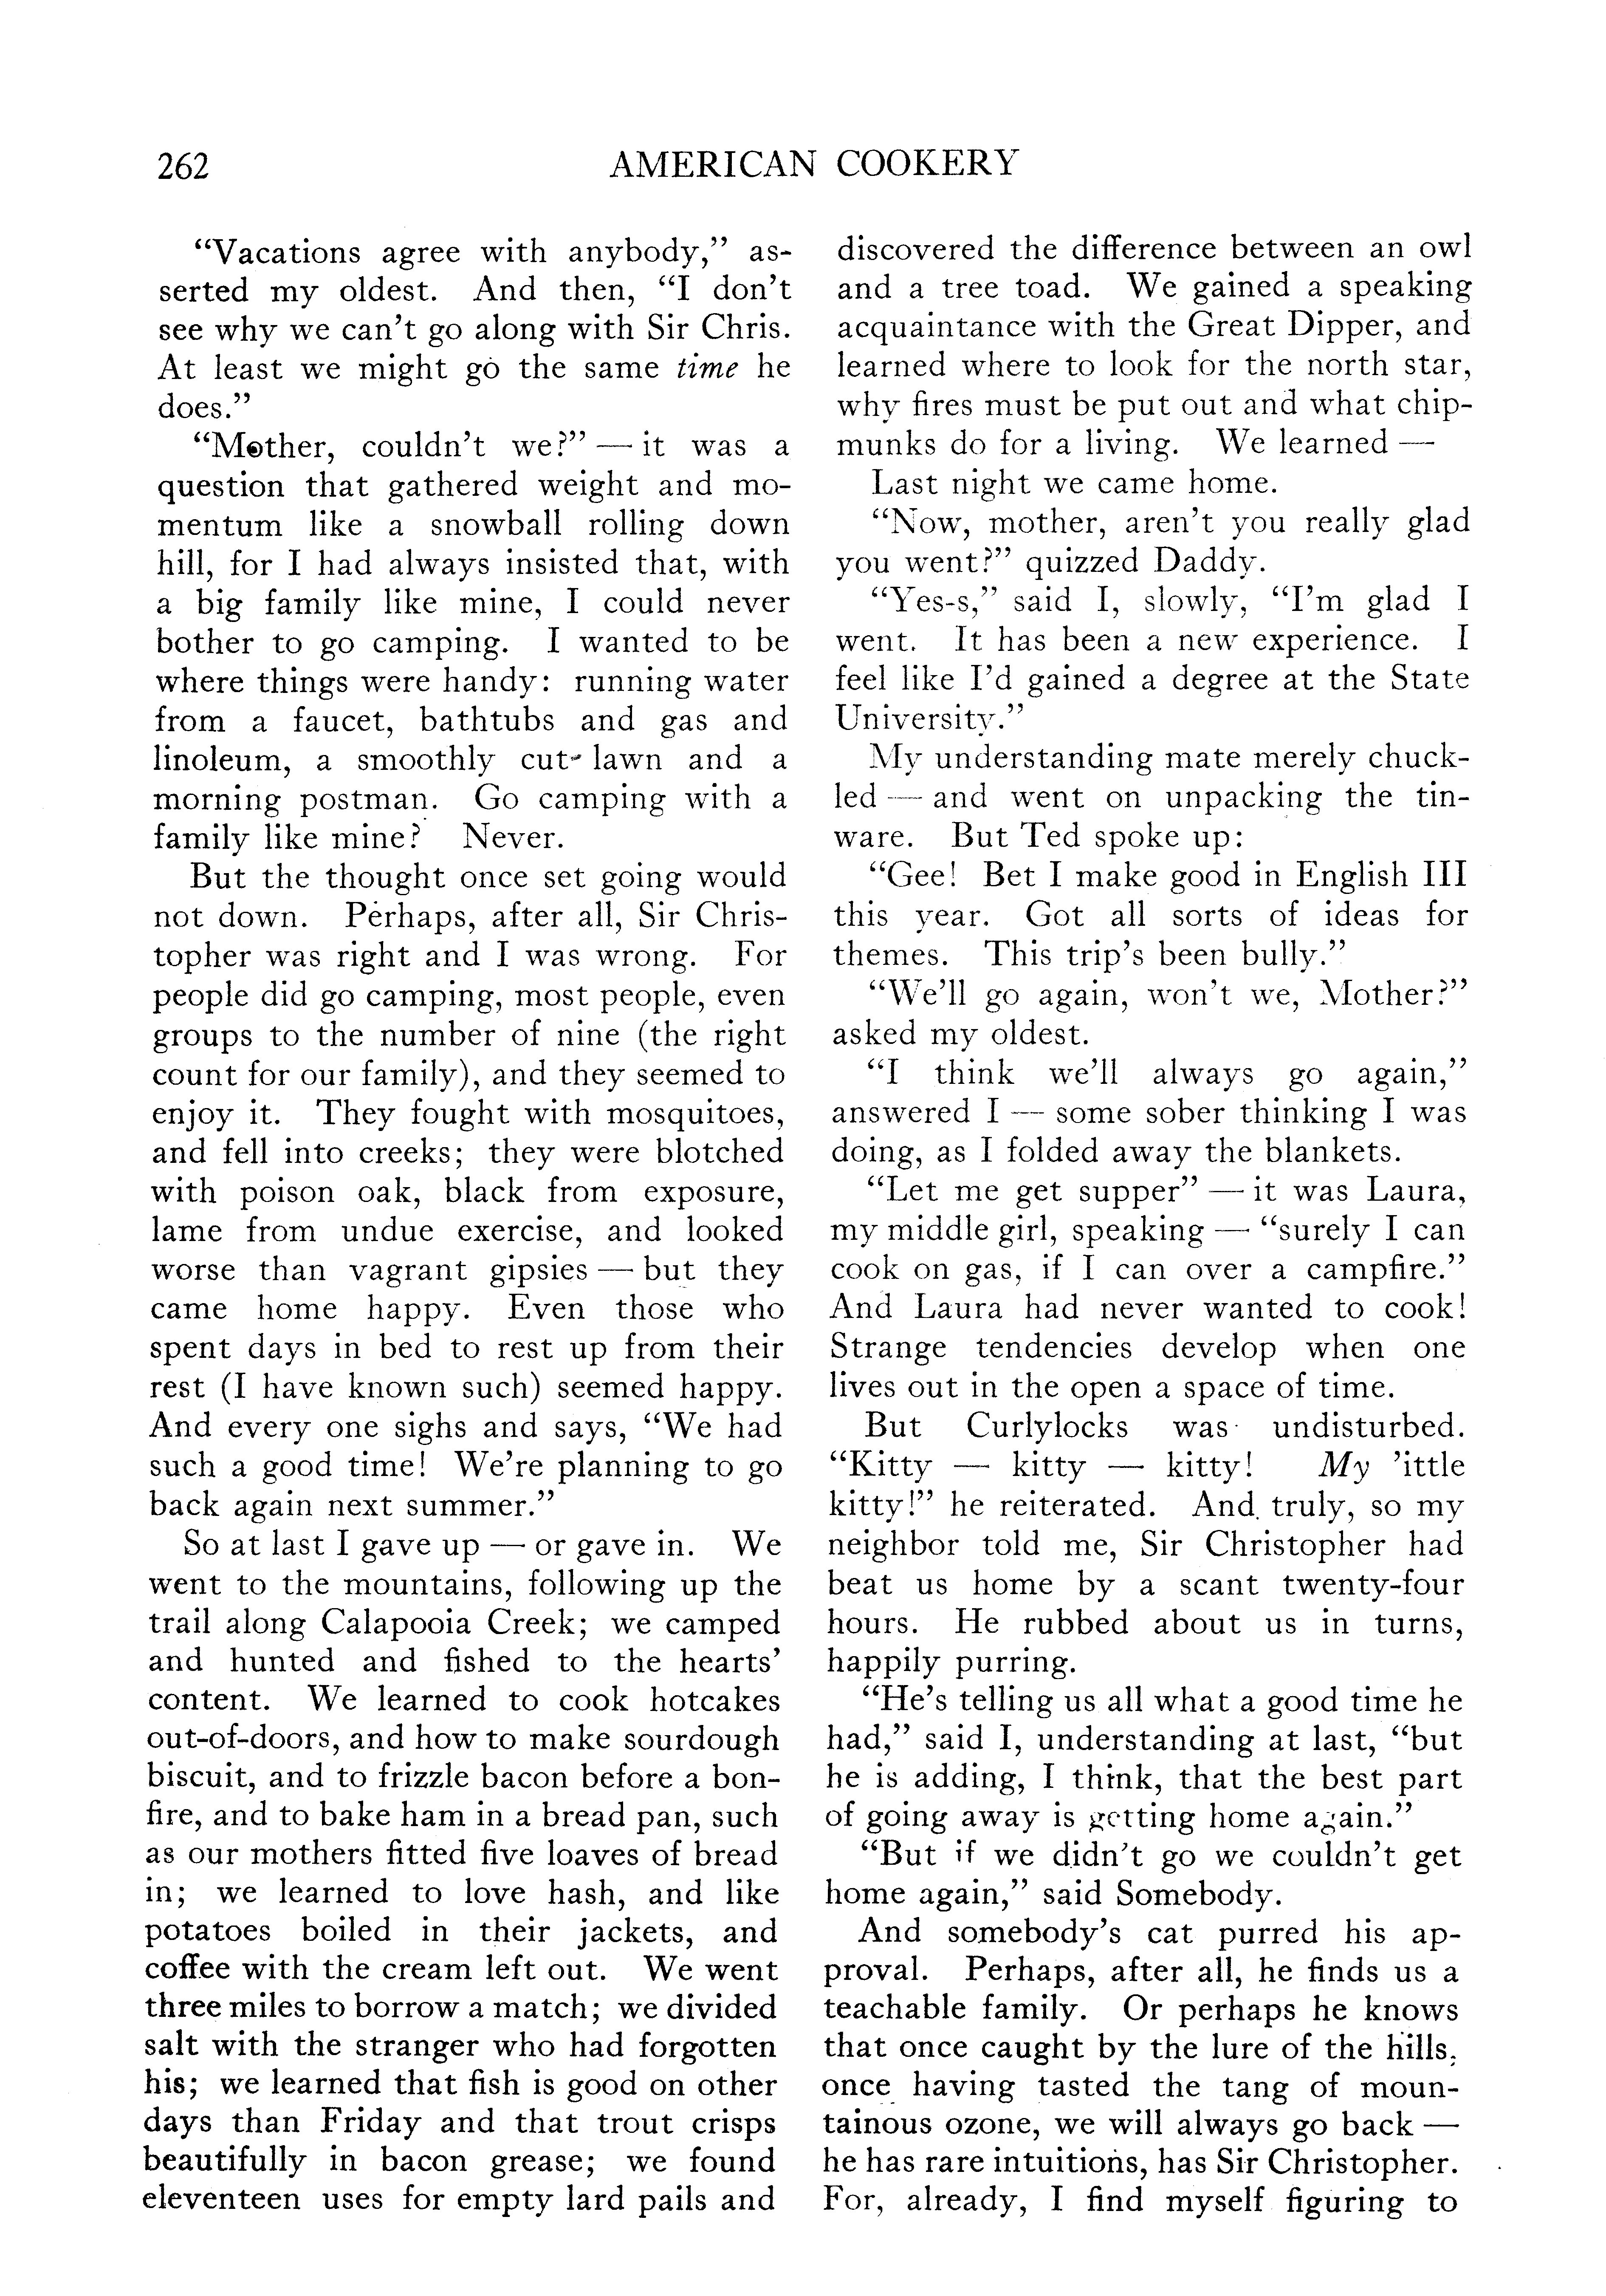 262
AMERICAN COOKERY
“Vacations agree with anybody,” as-
serted my oldest. And then, “I don't
see why we can't go along with Sir Chris.
At least we might go the same time he
does.”
“Mother, couldn't we?” — it was a
question that gathered weight and mo-
mentum like a snowball rolling down
hill, for I had always insisted that, with
a big family like mine, I could never
bother to go camping. I wanted to be
where things were handy: running water
from a faucet, bathtubs and gas and
linoleum, a smoothly cut lawn and a
morning postman. Go camping with a
family like mine? Never.
But the thought once set going would
not down. Perhaps, after all, Sir Chris-
topher was right and I was wrong. For
people did go camping, most people, even
groups to the number of nine (the right
count for our family), and they seemed to
enjoy it. They fought with mosquitoes,
and fell into creeks; they were blotched
with poison oak, black from exposure,
lame from undue exercise, and looked
worse than vagrant gipsies — but they
came home happy. Even those who
spent days in bed to rest up from their
rest (I have known such) seemed happy.
And every one sighs and says, “We had
such a good time! We're planning to go
back again next summer.”
So at last I gave up — or gave in. We
went to the mountains, following up the
trail along Calapooia Creek; we camped
and hunted and fished to the hearts'
content. We learned to cook hotcakes
out-of-doors, and how to make sourdough
biscuit, and to frizzle bacon before a bon-
fire, and to bake ham in a bread pan, such
as our mothers fitted five loaves of bread
in; we learned to love hash, and like
potatoes boiled in their jackets, and
coffee with the cream left out. We went
three miles to borrow a match; we divided
salt with the stranger who had forgotten
his; we learned that fish is good on other
days than Friday and that trout crisps
beautifully in bacon grease; we found
eleventeen uses for empty lard pails and
discovered the difference between an owl
and a tree toad. We gained a speaking
acquaintance with the Great Dipper, and
learned where to look for the north star,
why fires must be put out and what chip-
munks do for a living. We learned —
Last night we came home.
“Now, mother, aren't you really glad
you went?” quizzed Daddy.
“Yes-s,” said I, slowly, “I'm glad I
went. It has been a new experience. I
feel like I'd gained a degree at the State
University.”
My understanding mate merely chuck-
led — and went on unpacking the tin-
ware. But Ted spoke up:
“Gee! Bet I make good in English III
this year. Got all sorts of ideas for
themes. This trip's been bully.”
“We'll go again, won't we, Mother?”
asked my oldest.
“I think we'll always go again,”
answered I — some sober thinking I was
doing, as I folded away the blankets.
“Let me get supper” — it was Laura,
my middle girl, speaking — “surely I can
cook on gas, if I can over a campfire.”
And Laura had never wanted to cook!
Strange tendencies develop when one
lives out in the open a space of time.
But Curlylocks was undisturbed.
“Kitty — kitty — kitty! My 'ittle
kitty!” he reiterated. And truly, so my
neighbor told me, Sir Christopher had
beat us home by a scant twenty-four
hours. He rubbed about us in turns,
happily purring.
“He's telling us all what a good time he
had,” said I, understanding at last, “but
he is adding, I think, that the best part
of going away is getting home again.”
“But if we didn't go we couldn't get
home again,” said Somebody.
And somebody's cat purred his ap-
proval. Perhaps, after all, he finds us a
teachable family. Or perhaps he knows
that once caught by the lure of the hills,
once having tasted the tang of moun-
tainous ozone, we will always go back —
he has rare intuitions, has Sir Christopher.
For, already, I find myself figuring to